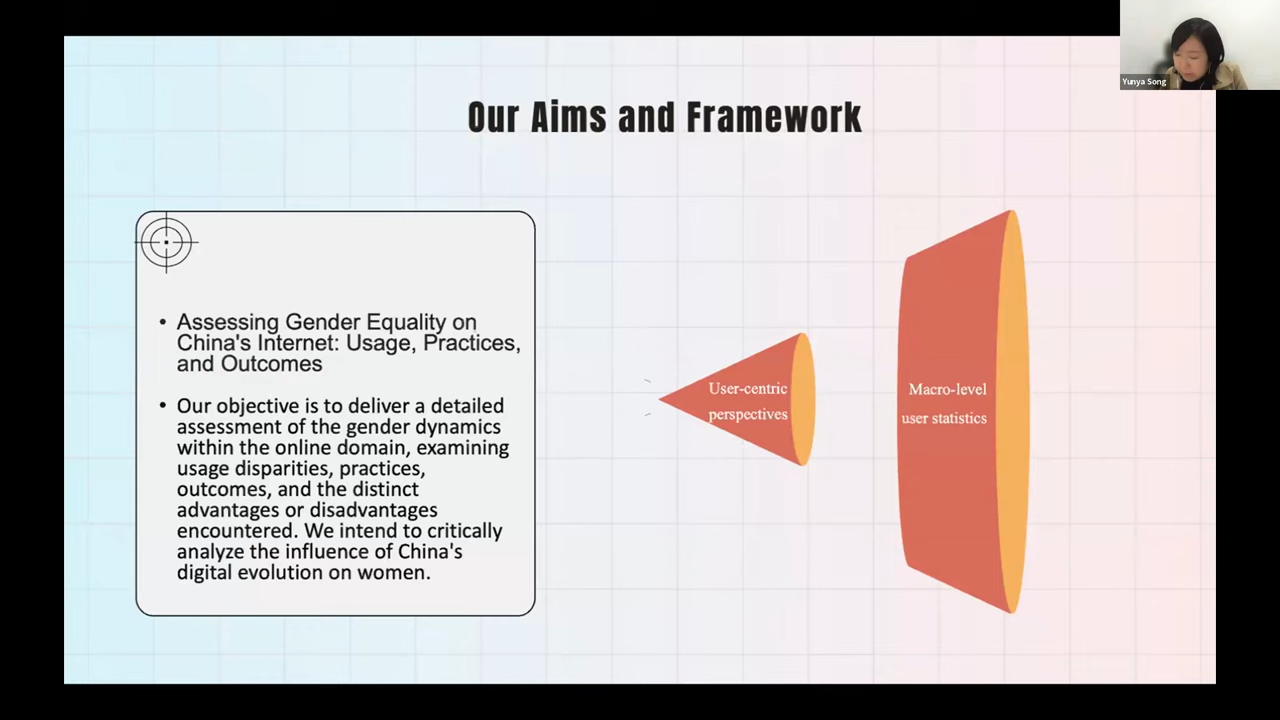 Yunya Song
Our Aims and Framework
• Assessing Gender Equality on
China's Internet: Usage, Practices,
and Outcomes
• Our objective is to deliver a detailed
assessment of the gender dynamics
within the online domain, examining
usage disparities, practices,
outcomes, and the distinct
advantages or disadvantages
encountered. We intend to critically
analyze the influence of China's
digital evolution on women.
User-centric
perspectives
Macro-level
user statistics